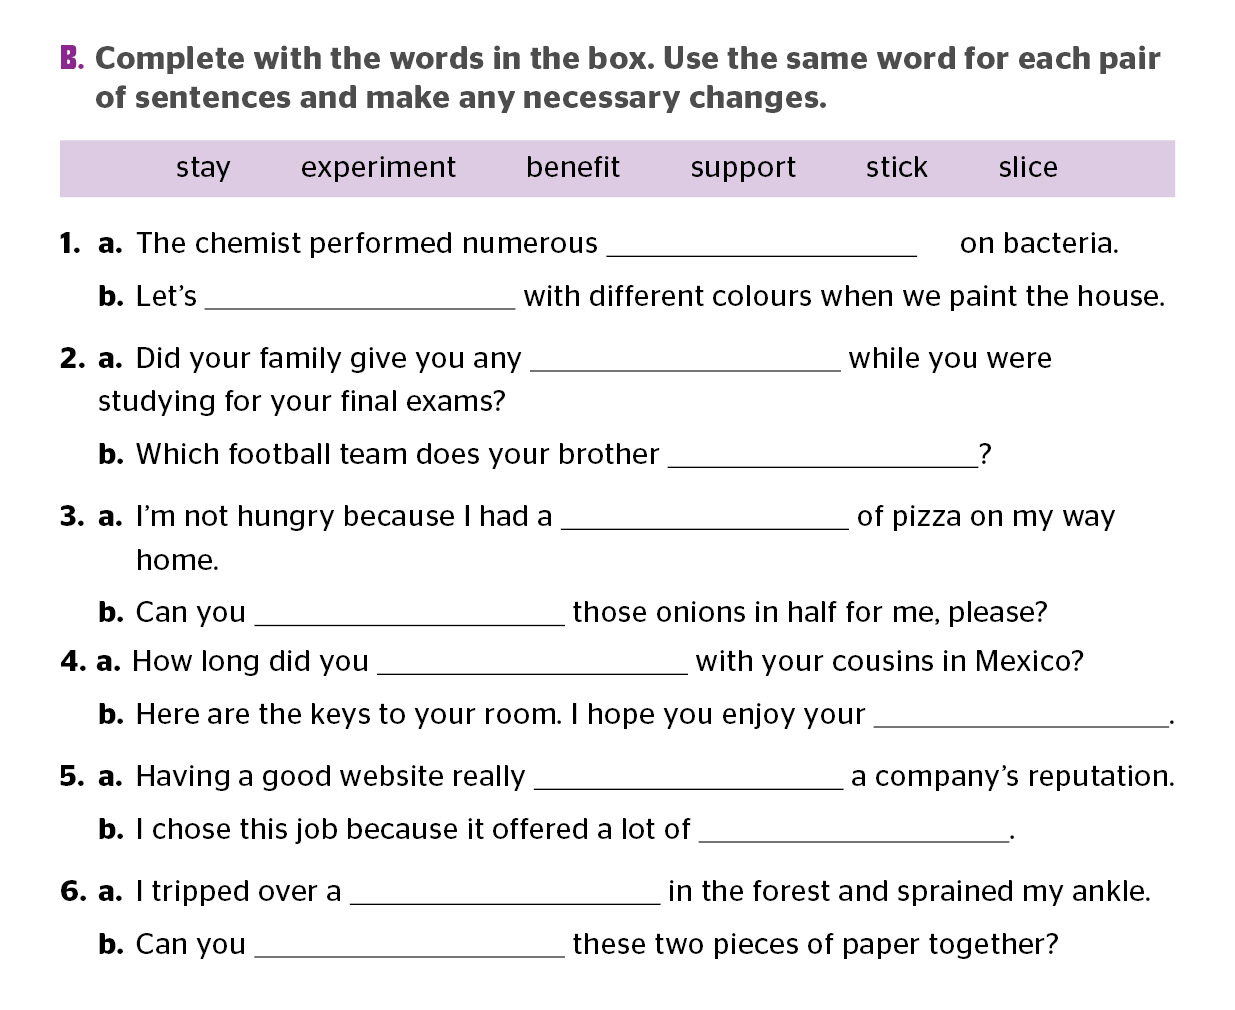 B. Complete with the words in the box. Use the same word for each pair
of sentences and make any necessary changes.
stay experiment benefit support stick slice
1. a. The chemist performed numerous ____________________ on bacteria.
b. Let's ____________________ with different colours when we paint the house.
2. a. Did your family give you any ____________________ while you were
studying for your final exams?
b. Which football team does your brother ____________________?
3. a. I'm not hungry because I had a ____________________ of pizza on my way
home.
b. Can you ____________________ those onions in half for me, please?
4. a. How long did you ____________________ with your cousins in Mexico?
b. Here are the keys to your room. I hope you enjoy your ____________________.
5. a. Having a good website really ____________________ a company's reputation.
b. I chose this job because it offered a lot of ____________________.
6. a. I tripped over a ____________________ in the forest and sprained my ankle.
b. Can you ____________________ these two pieces of paper together?